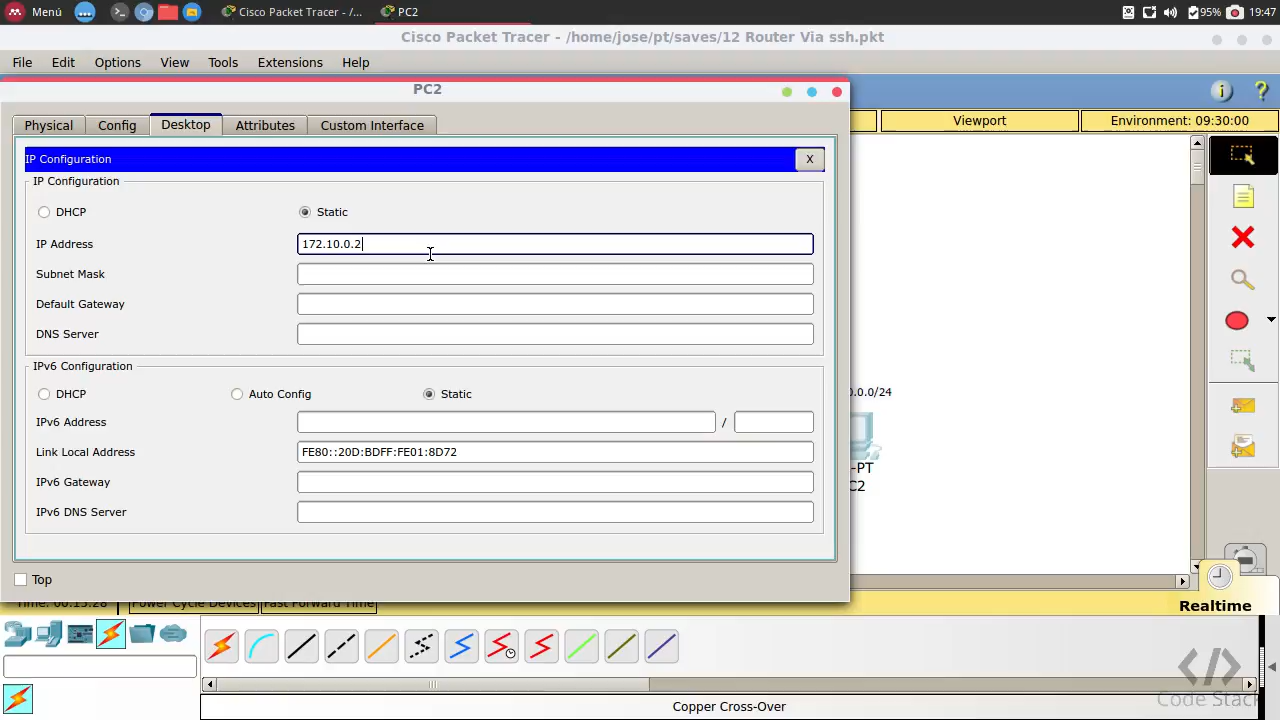 Menú
Cisco Packet Tracer - /...
PC2
95%
19:47
Cisco Packet Tracer - /home/jose/pt/saves/12 Router Via ssh.pkt
File Edit Options View Tools Extensions Help
PC2
Physical Config Desktop Attributes Custom Interface
Viewport
Environment: 09:30:00
IP Configuration
X
IP Configuration
DHCP Static
IP Address 172.10.0.2
Subnet Mask
Default Gateway
DNS Server
IPv6 Configuration
DHCP Auto Config Static
IPv6 Address /
Link Local Address FE80::20D:BDFF:FE01:8D72
IPv6 Gateway
IPv6 DNS Server
Top
.0.0/24
-PT
C2
Time: 00:15:28 Power Cycle Devices Fast Forward Time
Realtime
Copper Cross-Over
Code Stack